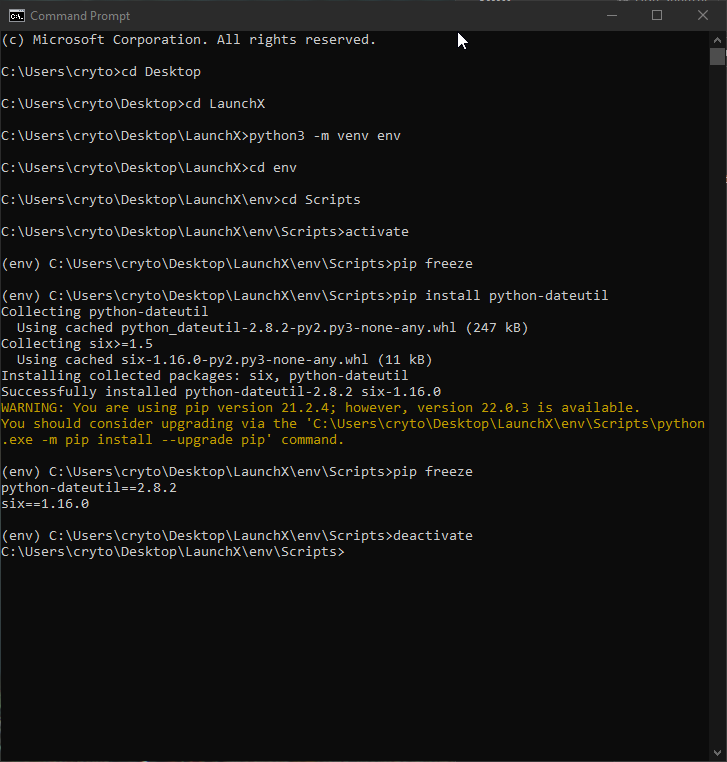 Command Prompt
(c) Microsoft Corporation. All rights reserved.
C:\Users\cryto>cd Desktop
C:\Users\cryto\Desktop>cd LaunchX
C:\Users\cryto\Desktop\LaunchX>python3 -m venv env
C:\Users\cryto\Desktop\LaunchX>cd env
C:\Users\cryto\Desktop\LaunchX\env>cd Scripts
C:\Users\cryto\Desktop\LaunchX\env\Scripts>activate
(env) C:\Users\cryto\Desktop\LaunchX\env\Scripts>pip freeze
(env) C:\Users\cryto\Desktop\LaunchX\env\Scripts>pip install python-dateutil
Collecting python-dateutil
  Using cached python_dateutil-2.8.2-py2.py3-none-any.whl (247 kB)
Collecting six>=1.5
  Using cached six-1.16.0-py2.py3-none-any.whl (11 kB)
Installing collected packages: six, python-dateutil
Successfully installed python-dateutil-2.8.2 six-1.16.0
WARNING: You are using pip version 21.2.4; however, version 22.0.3 is available.
You should consider upgrading via the 'C:\Users\cryto\Desktop\LaunchX\env\Scripts\python
.exe -m pip install --upgrade pip' command.
(env) C:\Users\cryto\Desktop\LaunchX\env\Scripts>pip freeze
python-dateutil==2.8.2
six==1.16.0
(env) C:\Users\cryto\Desktop\LaunchX\env\Scripts>deactivate
C:\Users\cryto\Desktop\LaunchX\env\Scripts>